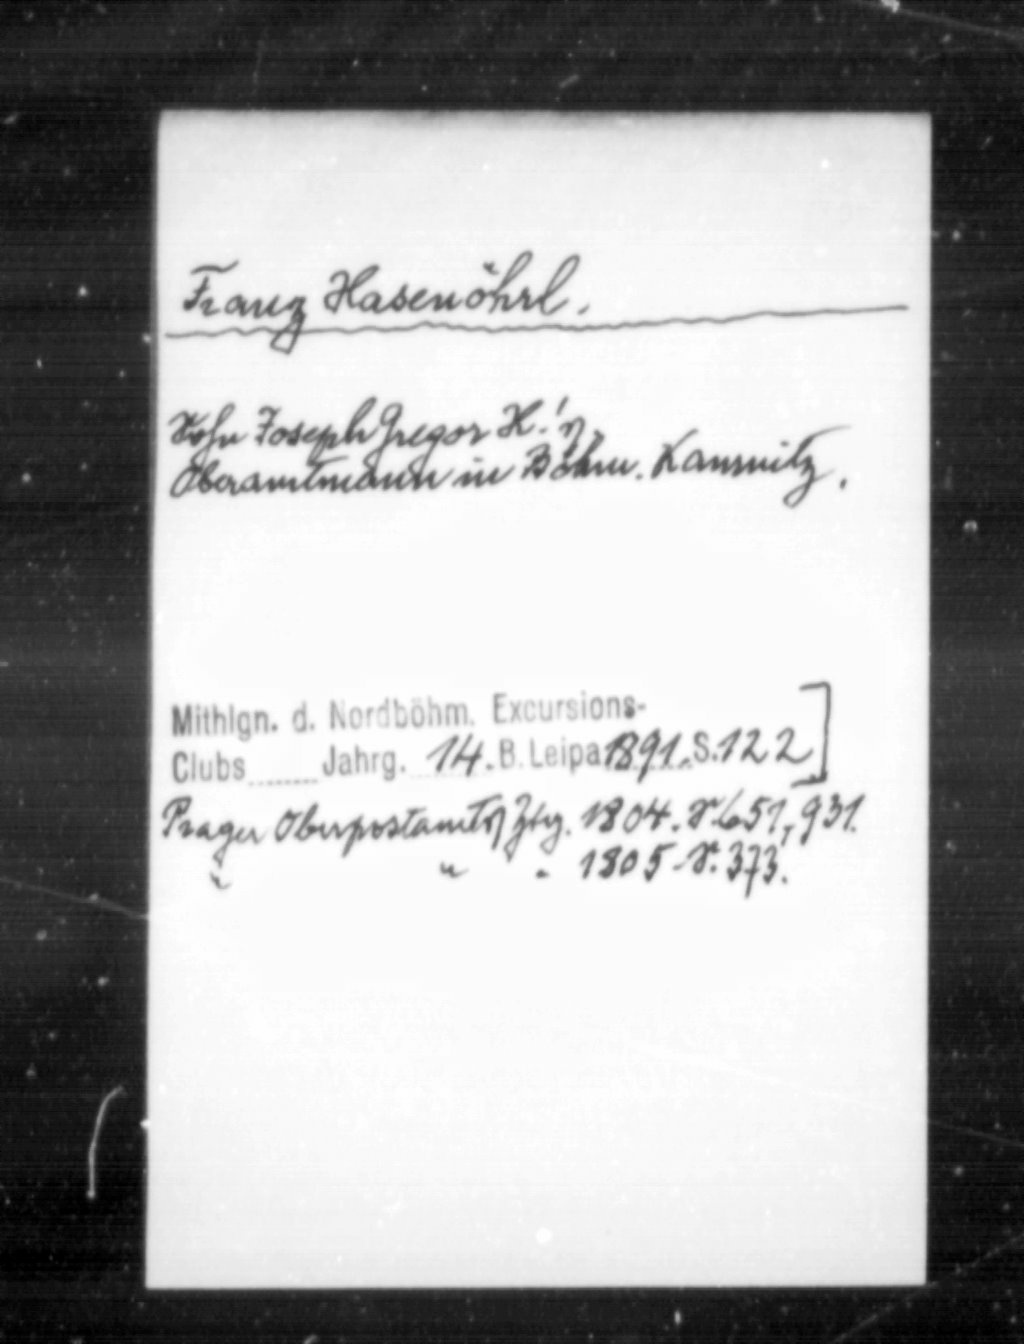 Franz Hasenöhrl.
Sohn Joseph Gregor H.'s,
Oberamtmann in Böhm. Kamnitz.
Mithlgn. d. Nordböhm. Excursions-
Clubs Jahrg. 14. B. Leipa 1891. S. 122]
Prager Oberpostamts Ztg. 1804. S. 651, 931.
" " . 1805 S. 373.